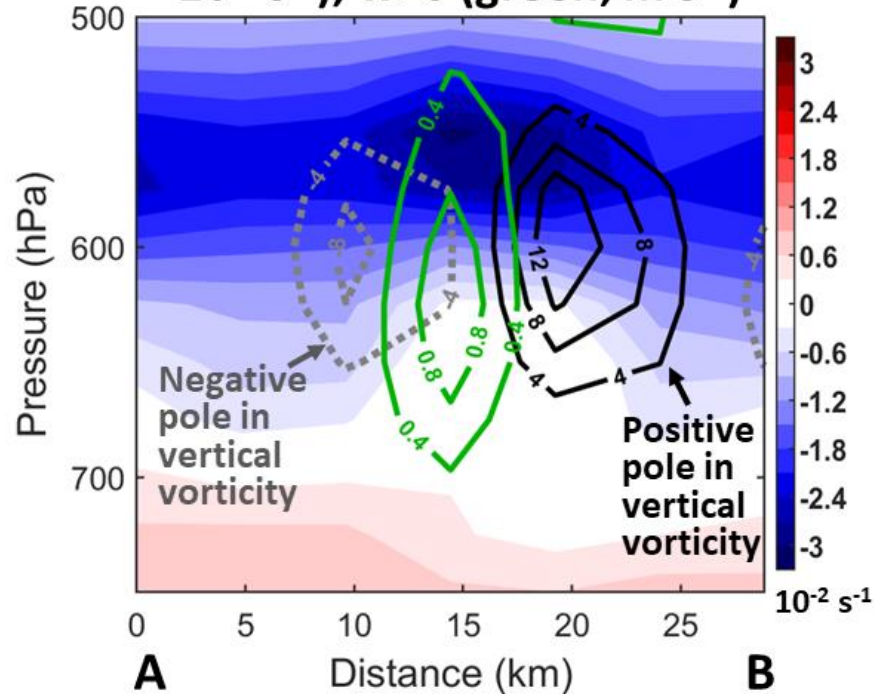 500
600
700
Pressure (hPa)
0.4
4
-4
-8
12
8
-4
0.8
0.8
8
0.4
4
4
0.4
Negative
pole in
vertical
vorticity
Positive
pole in
vertical
vorticity
3
2.4
1.8
1.2
0.6
0
-0.6
-1.2
-1.8
-2.4
-3
10⁻² s⁻¹
0 5 10 15 20 25
A Distance (km) B